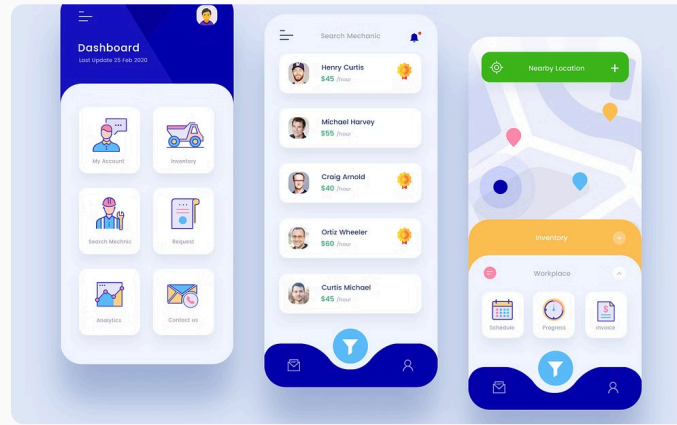 Dashboard
Last Update 25 Feb 2020
My Account
Inventory
Search Mechnic
Request
Analytics
Contact us
Search Mechanic
Henry Curtis
$45 /hour
Michael Harvey
$55 /hour
Craig Arnold
$40 /hour
Ortiz Wheeler
$60 /hour
Curtis Michael
$45 /hour
Nearby Location
Inventory
Workplace
Schedule
Progress
Invoice